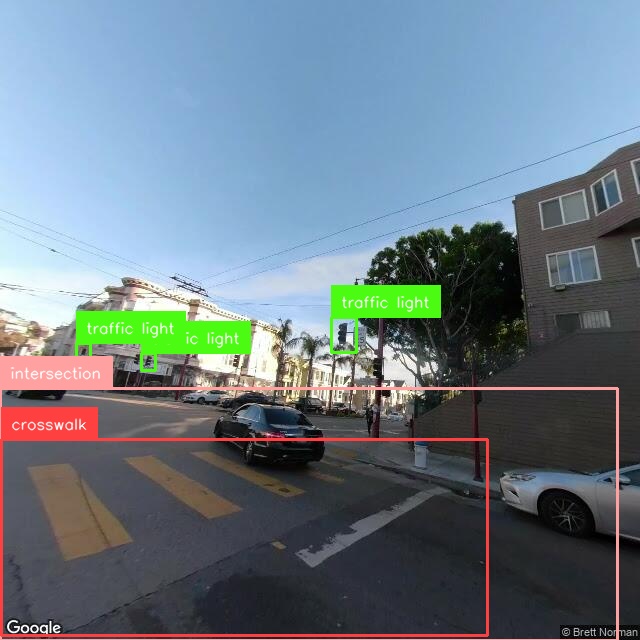 traffic light
traffic light
ic light
intersection
crosswalk
Google
© Brett Norman